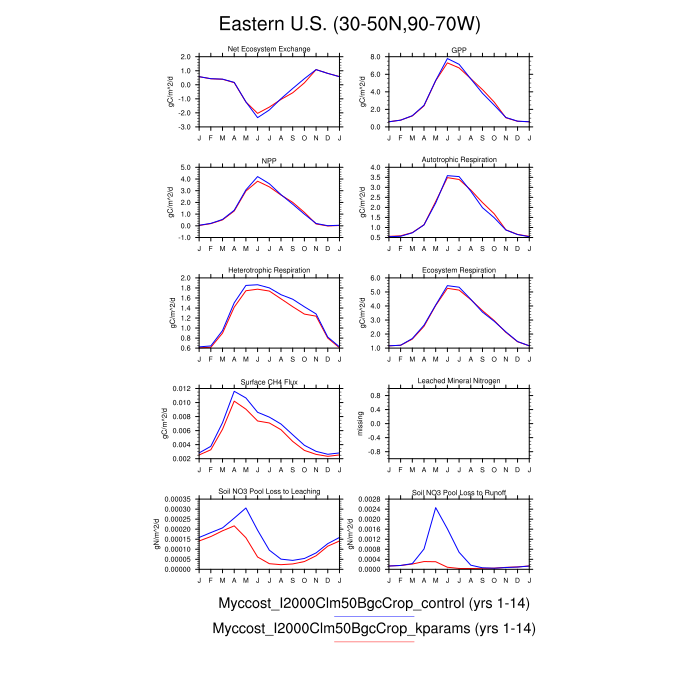 Eastern U.S. (30-50N,90-70W)
Net Ecosystem Exchange
GPP
gC/m^2/d
2.0
1.0
0.0
-1.0
-2.0
-3.0
J F M A M J J A S O N D J
gC/m^2/d
8.0
6.0
4.0
2.0
0.0
J F M A M J J A S O N D J
NPP
Autotrophic Respiration
gC/m^2/d
5.0
4.0
3.0
2.0
1.0
0.0
-1.0
J F M A M J J A S O N D J
gC/m^2/d
4.0
3.5
3.0
2.5
2.0
1.5
1.0
0.5
J F M A M J J A S O N D J
Heterotrophic Respiration
Ecosystem Respiration
gC/m^2/d
2.0
1.8
1.6
1.4
1.2
1.0
0.8
0.6
J F M A M J J A S O N D J
gC/m^2/d
6.0
5.0
4.0
3.0
2.0
1.0
J F M A M J J A S O N D J
Surface CH4 Flux
Leached Mineral Nitrogen
gC/m^2/d
0.012
0.010
0.008
0.006
0.004
0.002
J F M A M J J A S O N D J
missing
0.8
0.4
0.0
-0.4
-0.8
Soil NO3 Pool Loss to Leaching
Soil NO3 Pool Loss to Runoff
gN/m^2/d
0.00035
0.00030
0.00025
0.00020
0.00015
0.00010
0.00005
0.00000
J F M A M J J A S O N D J
gN/m^2/d
0.0028
0.0024
0.0020
0.0016
0.0012
0.0008
0.0004
0.0000
J F M A M J J A S O N D J
Myccost_I2000Clm50BgcCrop_control (yrs 1-14)
Myccost_I2000Clm50BgcCrop_kparams (yrs 1-14)